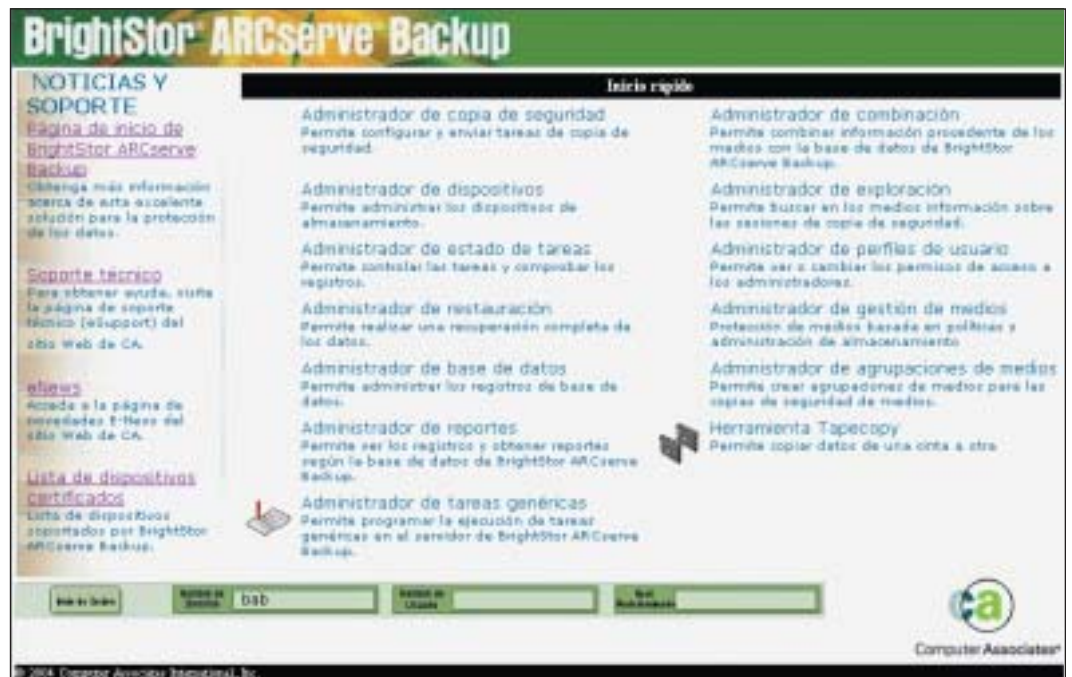 BrightStor® ARCserve® Backup
NOTICIAS Y
SOPORTE
Página de inicio de
BrightStor ARCserve
Backup
Obtenga más información
acerca de esta excelente
solución para la protección
de los datos.
Soporte técnico
Para obtener ayuda, visite
la página de soporte
técnico (eSupport) del
sitio Web de CA.
eNews
Acceda a la página de
novedades E-News del
sitio Web de CA.
Lista de dispositivos
certificados
Lista de dispositivos
soportados por BrightStor
ARCserve Backup.
Inicio rápido
Administrador de copia de seguridad
Permite configurar y enviar tareas de copia de
seguridad.
Administrador de dispositivos
Permite administrar los dispositivos de
almacenamiento.
Administrador de estado de tareas
Permite controlar las tareas y comprobar los
registros.
Administrador de restauración
Permite realizar una recuperación completa de
los datos.
Administrador de base de datos
Permite administrar los registros de base de
datos.
Administrador de reportes
Permite ver los registros y obtener reportes
según la base de datos de BrightStor ARCserve
Backup.
Administrador de tareas genéricas
Permite programar la ejecución de tareas
genéricas en el servidor de BrightStor ARCserve
Backup.
Administrador de combinación
Permite combinar información procedente de los
medios con la base de datos de BrightStor
ARCserve Backup.
Administrador de exploración
Permite buscar en los medios información sobre
las sesiones de copia de seguridad.
Administrador de perfiles de usuario
Permite ver o cambiar los permisos de acceso a
los administradores.
Administrador de gestión de medios
Protección de medios basada en políticas y
administración de almacenamiento
Administrador de agrupaciones de medios
Permite crear agrupaciones de medios para las
copias de seguridad de medios.
Herramienta Tapecopy
Permite copiar datos de una cinta a otra
Nombre de
Servidor
bab
Nombre de
Usuario
ca
Computer Associates®
© 2004 Computer Associates International, Inc.